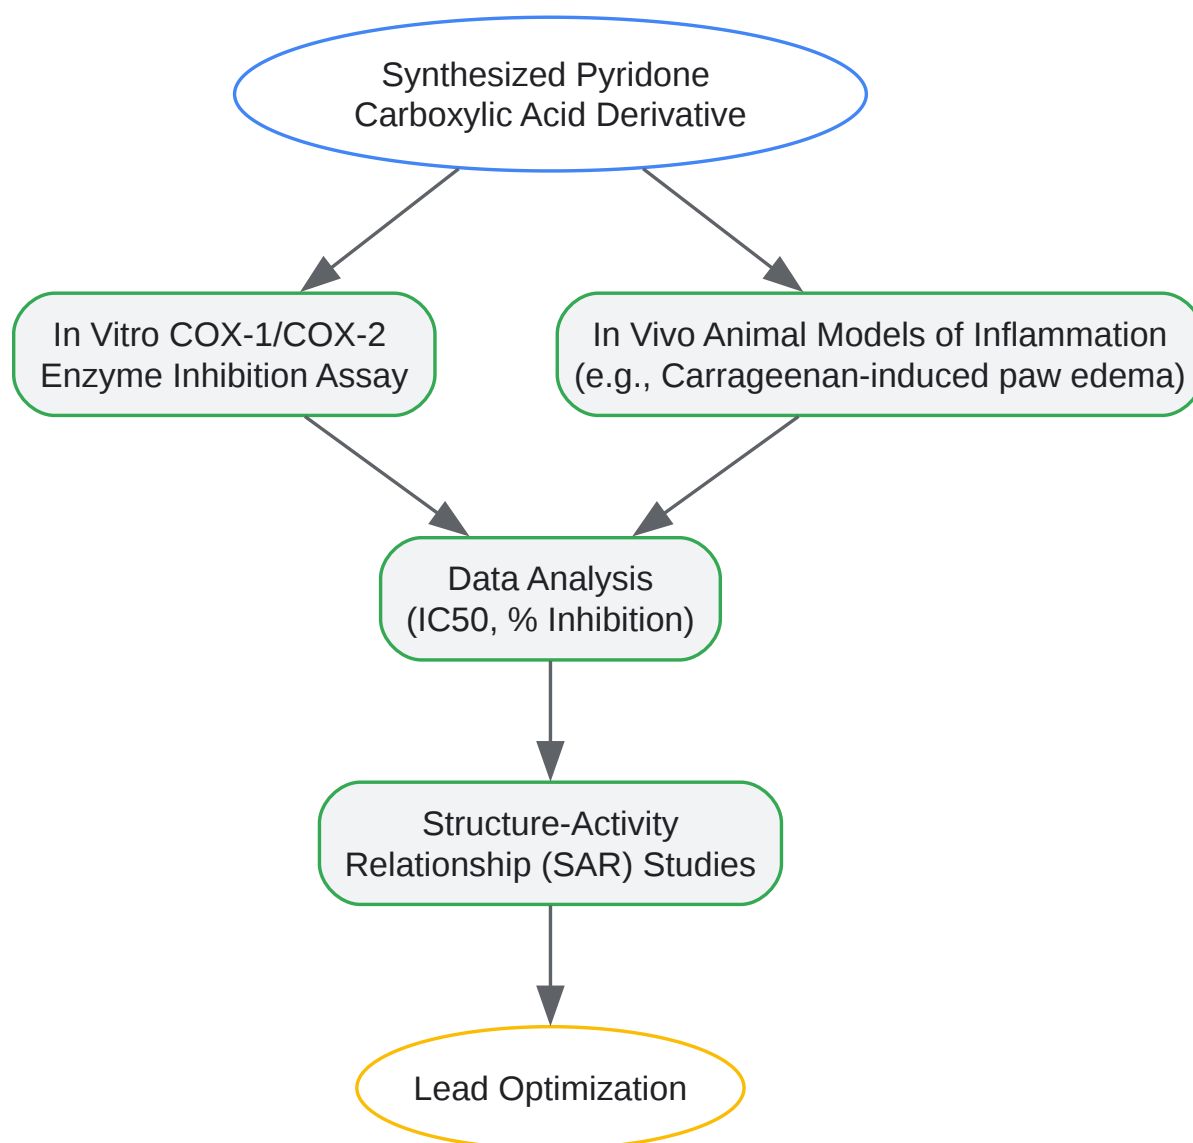 Synthesized Pyridone
Carboxylic Acid Derivative
In Vitro COX-1/COX-2
Enzyme Inhibition Assay
In Vivo Animal Models of Inflammation
(e.g., Carrageenan-induced paw edema)
Data Analysis
(IC50, % Inhibition)
Structure-Activity
Relationship (SAR) Studies
Lead Optimization